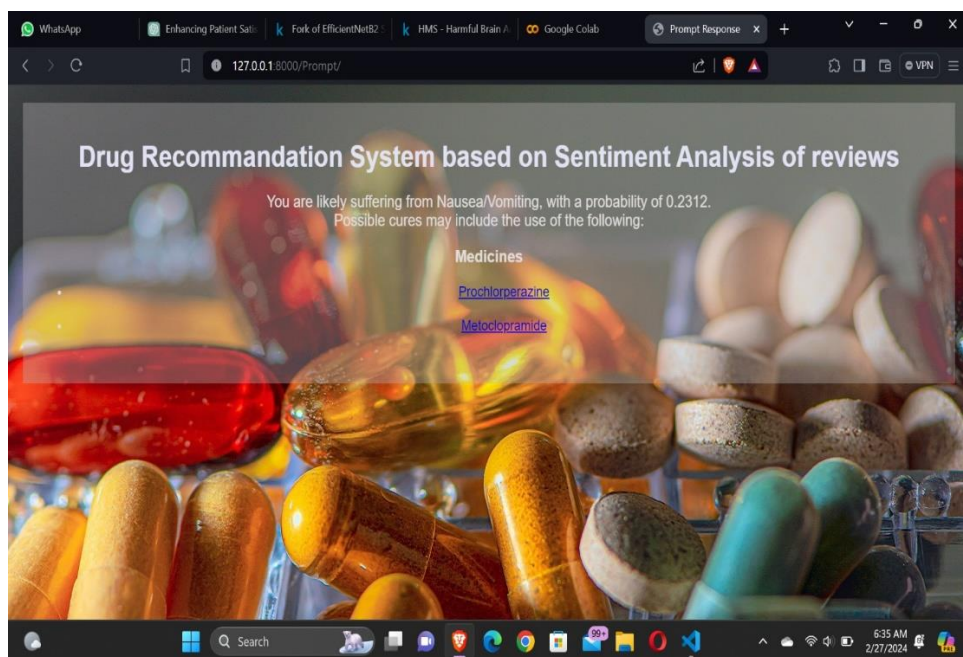 WhatsApp
Enhancing Patient Satis
Fork of EfficientNetB2 S
HMS - Harmful Brain A
Google Colab
Prompt Response
127.0.0.1:8000/Prompt/
VPN
Drug Recommandation System based on Sentiment Analysis of reviews
You are likely suffering from Nausea/Vomiting, with a probability of 0.2312.
Possible cures may include the use of the following:
Medicines
Prochlorperazine
Metoclopramide
Search
99+
6:35 AM
2/27/2024